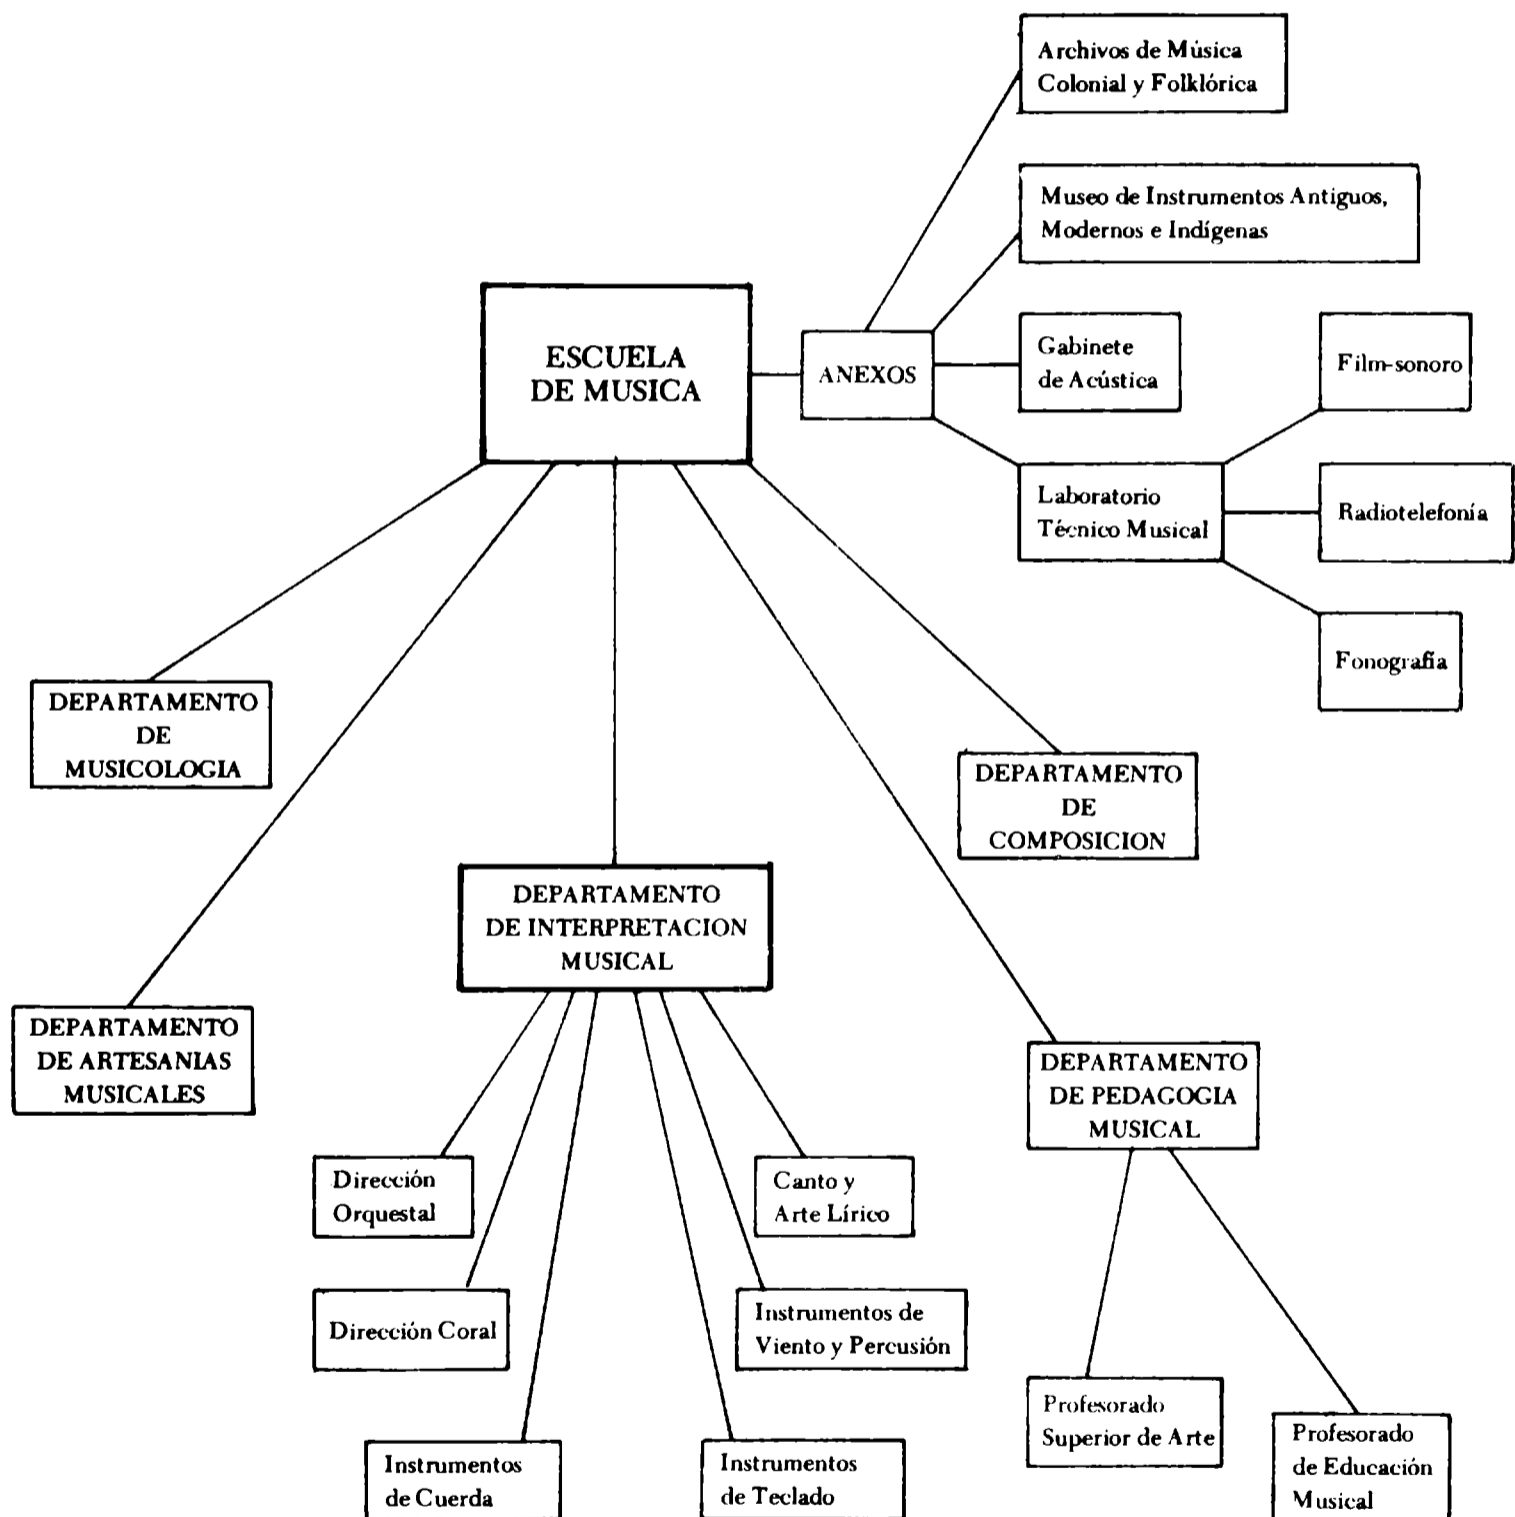 Archivos de Música
Colonial y Folklórica
Museo de Instrumentos Antiguos,
Modernos e Indígenas
ESCUELA
DE MUSICA
ANEXOS
Gabinete
de Acústica
Film-sonoro
Laboratorio
Técnico Musical
Radiotelefonía
Fonografía
DEPARTAMENTO
DE
MUSICOLOGIA
DEPARTAMENTO
DE
COMPOSICION
DEPARTAMENTO
DE INTERPRETACION
MUSICAL
DEPARTAMENTO
DE ARTESANIAS
MUSICALES
DEPARTAMENTO
DE PEDAGOGIA
MUSICAL
Dirección
Orquestal
Canto y
Arte Lírico
Dirección Coral
Instrumentos de
Viento y Percusión
Instrumentos
de Cuerda
Instrumentos
de Teclado
Profesorado
Superior de Arte
Profesorado
de Educación
Musical